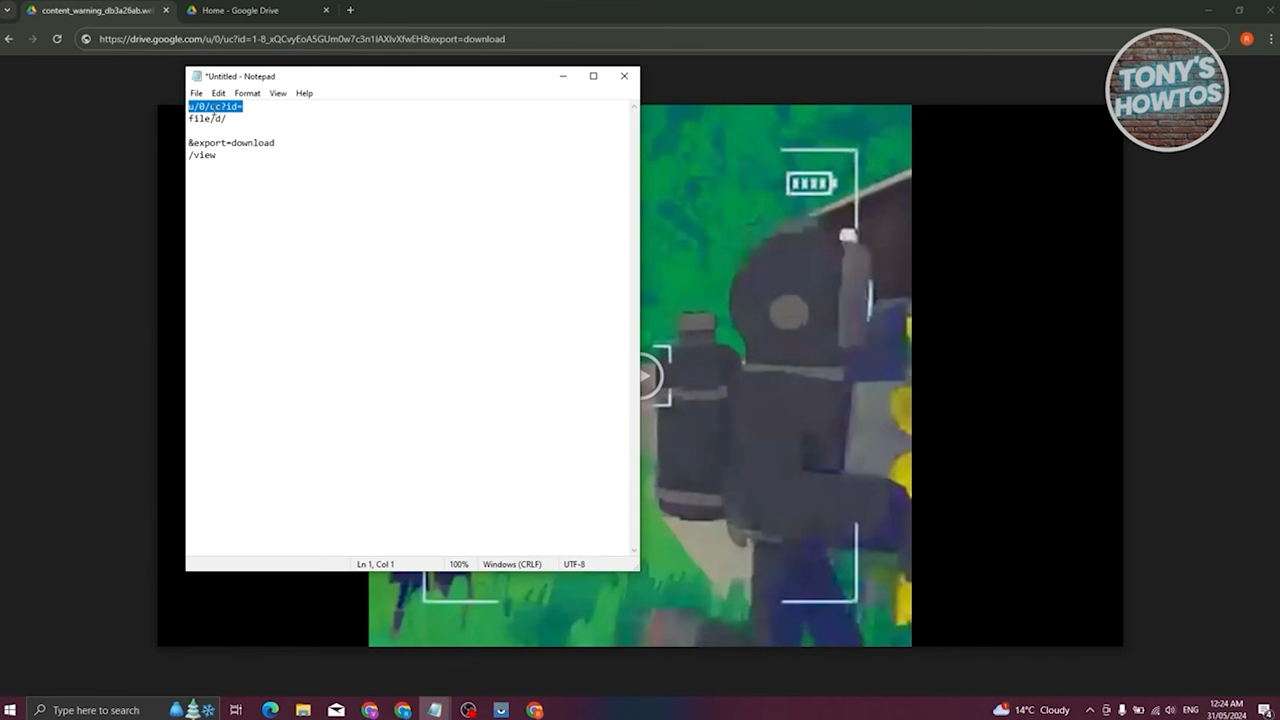 content_warning_db3a26ab.we
Home - Google Drive
https://drive.google.com/u/0/uc?id=1-8_xQCvyEoA5GUm0w7c3n1IAXIvXfwEH&export=download
TONY'S
HOWTOS
*Untitled - Notepad
File Edit Format View Help
u/0/uc?id=
file/d/
&export=download
/view
Ln 1, Col 1 100% Windows (CRLF) UTF-8
Type here to search
14°C Cloudy
ENG
12:24 AM
31/05/2024